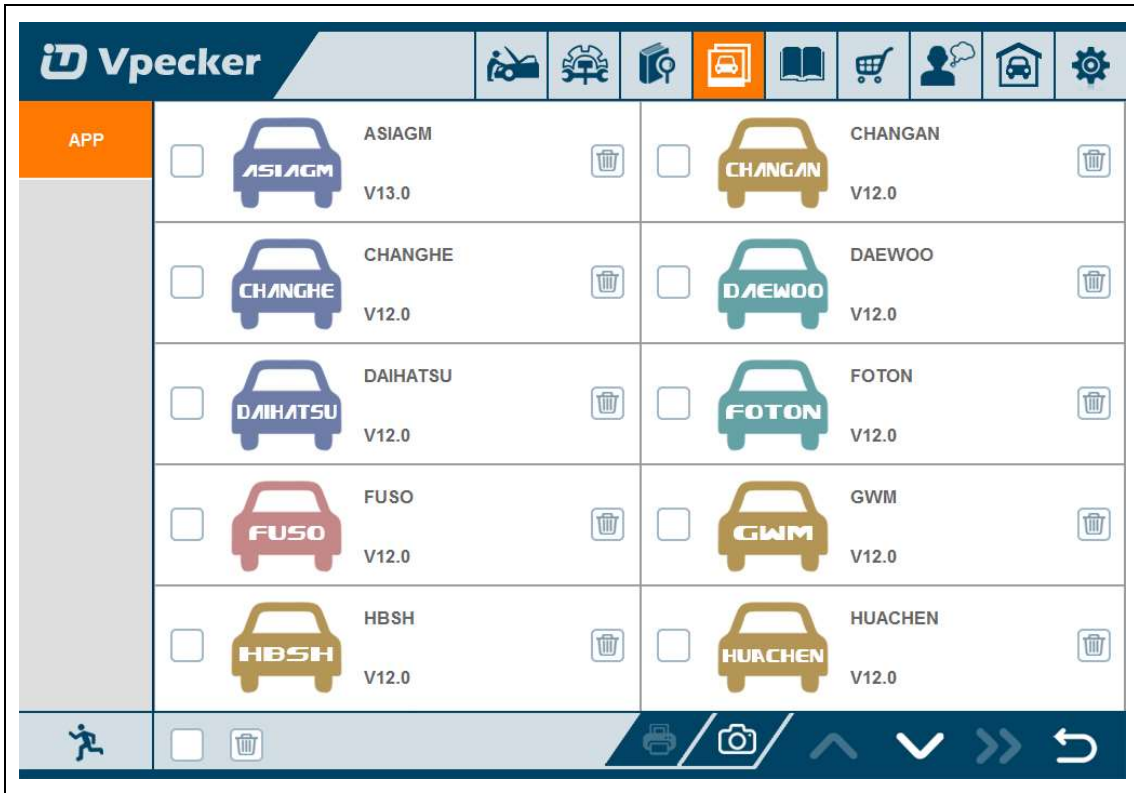 Vpecker
APP
ASIAGM
ASIAGM
V13.0
CHANGAN
CHANGAN
V12.0
CHANGHE
CHANGHE
V12.0
DAEWOO
DAEWOO
V12.0
DAIHATSU
DAIHATSU
V12.0
FOTON
FOTON
V12.0
FUSO
FUSO
V12.0
GWM
GWM
V12.0
HBSH
HBSH
V12.0
HUACHEN
HUACHEN
V12.0